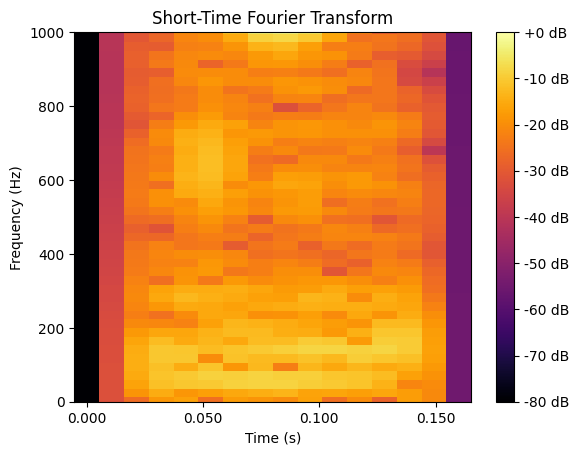 Short-Time Fourier Transform
1000
800
600
400
200
0
Frequency (Hz)
0.000
0.050
0.100
0.150
Time (s)
+0 dB
-10 dB
-20 dB
-30 dB
-40 dB
-50 dB
-60 dB
-70 dB
-80 dB